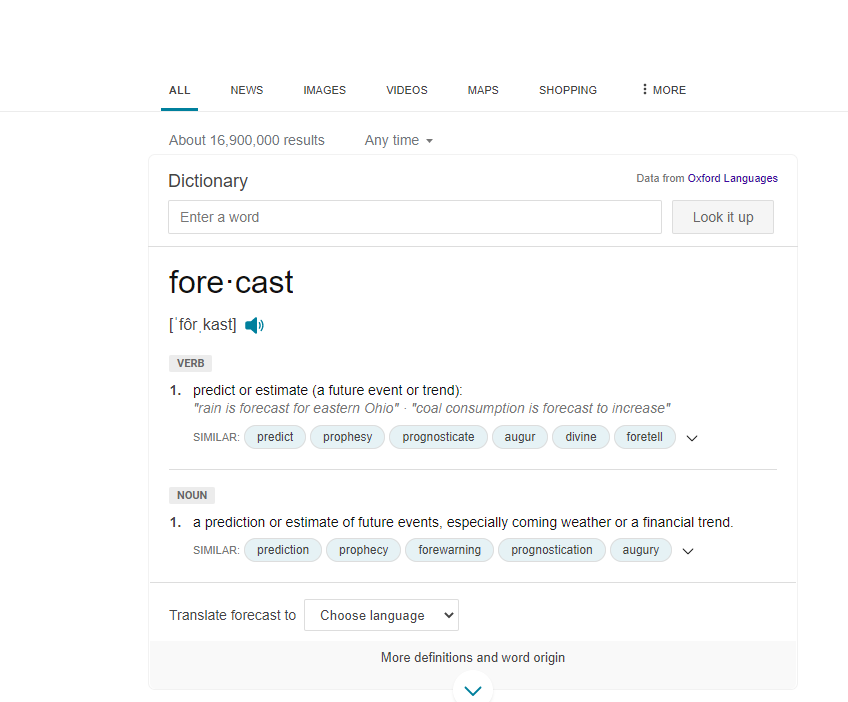 ALL NEWS IMAGES VIDEOS MAPS SHOPPING MORE
About 16,900,000 results Any time
Dictionary Data from Oxford Languages
Enter a word Look it up
fore·cast
[ˈfôrˌkast]
VERB
1. predict or estimate (a future event or trend):
"rain is forecast for eastern Ohio" · "coal consumption is forecast to increase"
SIMILAR: predict prophesy prognosticate augur divine foretell
NOUN
1. a prediction or estimate of future events, especially coming weather or a financial trend.
SIMILAR: prediction prophecy forewarning prognostication augury
Translate forecast to Choose language
More definitions and word origin